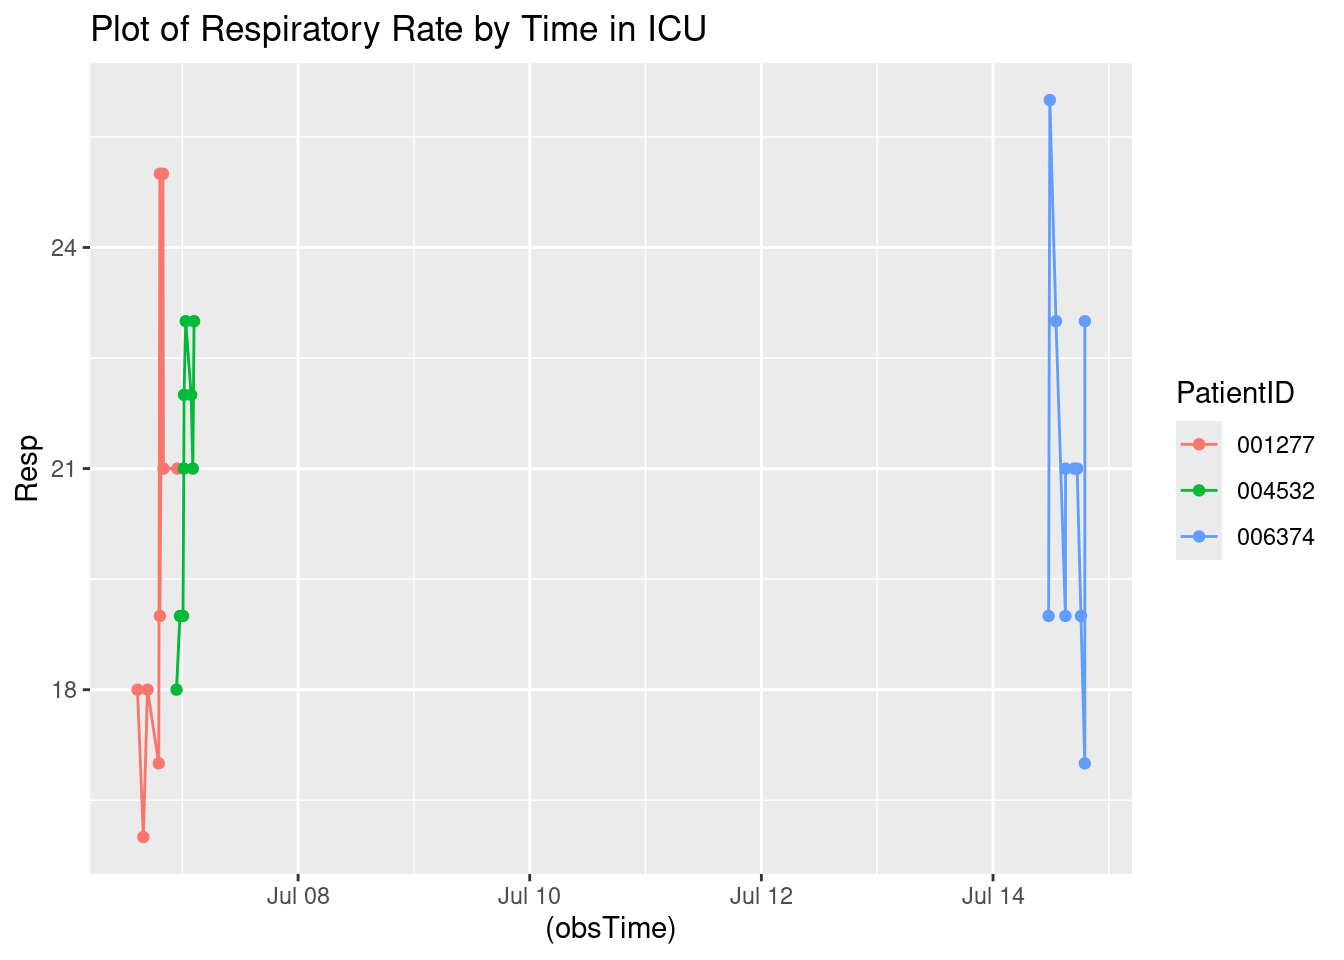 Plot of Respiratory Rate by Time in ICU
Resp
24
21
18
Jul 08
Jul 10
Jul 12
Jul 14
(obsTime)
PatientID
001277
004532
006374